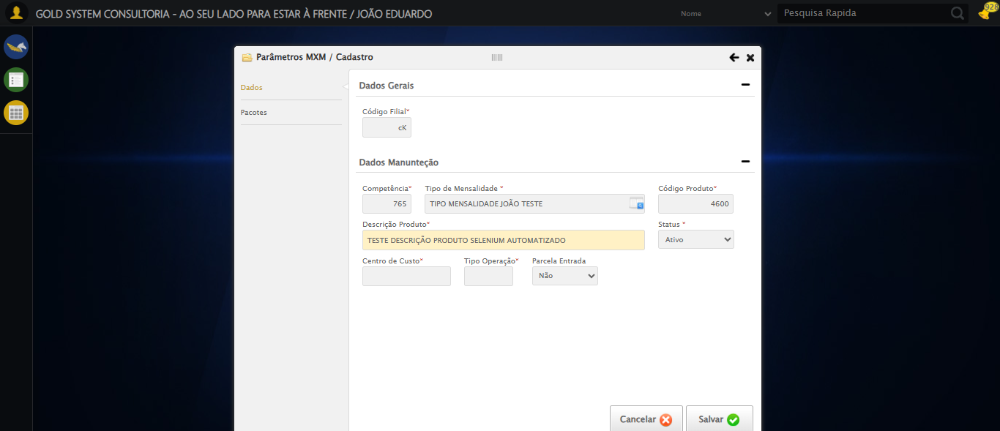 GOLD SYSTEM CONSULTORIA - AO SEU LADO PARA ESTAR À FRENTE / JOÃO EDUARDO
Nome
Pesquisa Rapida
928
Parâmetros MXM / Cadastro
Dados
Pacotes
Dados Gerais
Código Filial*
cK
Dados Manunteção
Competência* Tipo de Mensalidade * Código Produto*
765 TIPO MENSALIDADE JOÃO TESTE 4600
Descrição Produto* Status *
TESTE DESCRIÇÃO PRODUTO SELENIUM AUTOMATIZADO Ativo
Centro de Custo* Tipo Operação* Parcela Entrada
Não
Cancelar Salvar